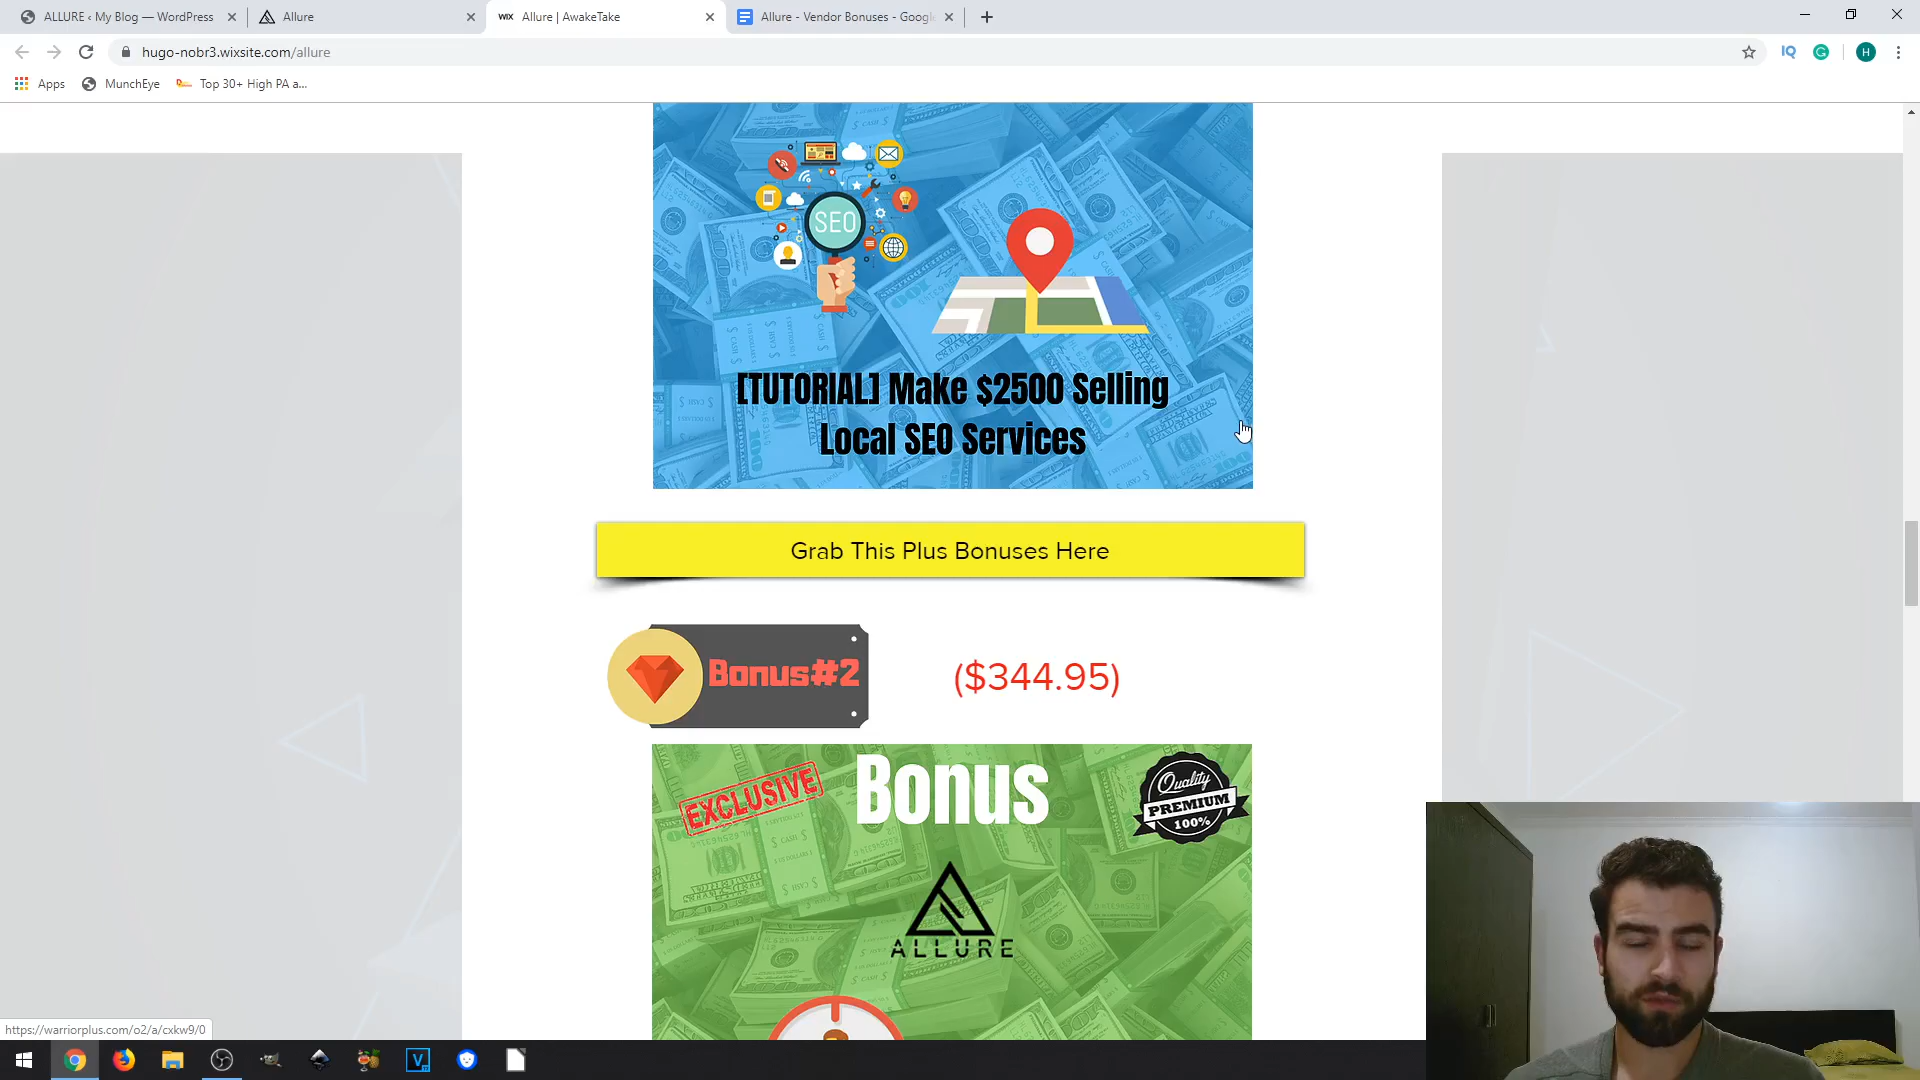 ALLURE ‹ My Blog — WordPress
Allure
WIX
Allure | AwakeTake
Allure - Vendor Bonuses - Googl
hugo-nobr3.wixsite.com/allure
IQ
G
H
Apps
MunchEye
Top 30+ High PA a...
SEO
[TUTORIAL] Make $2500 Selling
Local SEO Services
Grab This Plus Bonuses Here
Bonus#2
($344.95)
EXCLUSIVE
Bonus
Quality
PREMIUM
100%
ALLURE
https://warriorplus.com/o2/a/cxkw9/0
V